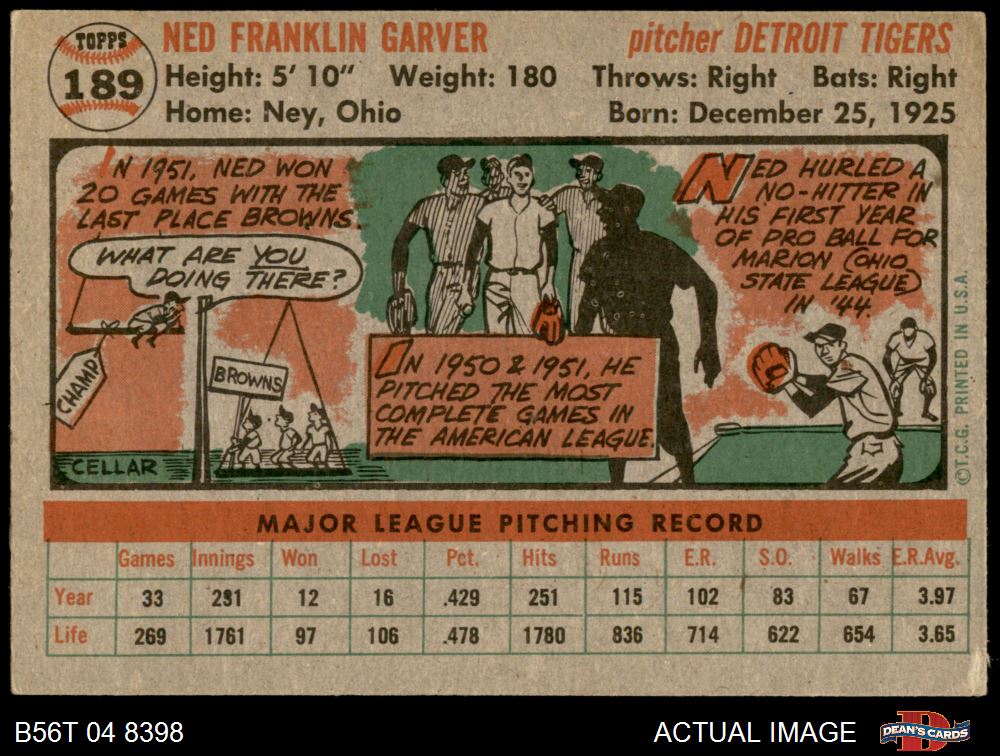 TOPPS
189
NED FRANKLIN GARVER
pitcher DETROIT TIGERS
Height: 5' 10" Weight: 180 Throws: Right Bats: Right
Home: Ney, Ohio
Born: December 25, 1925
IN 1951, NED WON
20 GAMES WITH THE
LAST PLACE BROWNS.
WHAT ARE YOU
DOING THERE?
CHAMP
BROWNS
CELLAR
IN 1950 & 1951, HE
PITCHED THE MOST
COMPLETE GAMES IN
THE AMERICAN LEAGUE.
NED HURLED A
NO-HITTER IN
HIS FIRST YEAR
OF PRO BALL FOR
MARION (OHIO
STATE LEAGUE)
IN '44.
©T.C.G. PRINTED IN U.S.A.
MAJOR LEAGUE PITCHING RECORD
Games Innings Won Lost Pct. Hits Runs E.R. S.O. Walks E.R.Avg.
Year 33 231 12 16 .429 251 115 102 83 67 3.97
Life 269 1761 97 106 .478 1780 836 714 622 654 3.65
B56T 04 8398
ACTUAL IMAGE
DEAN'S CARDS